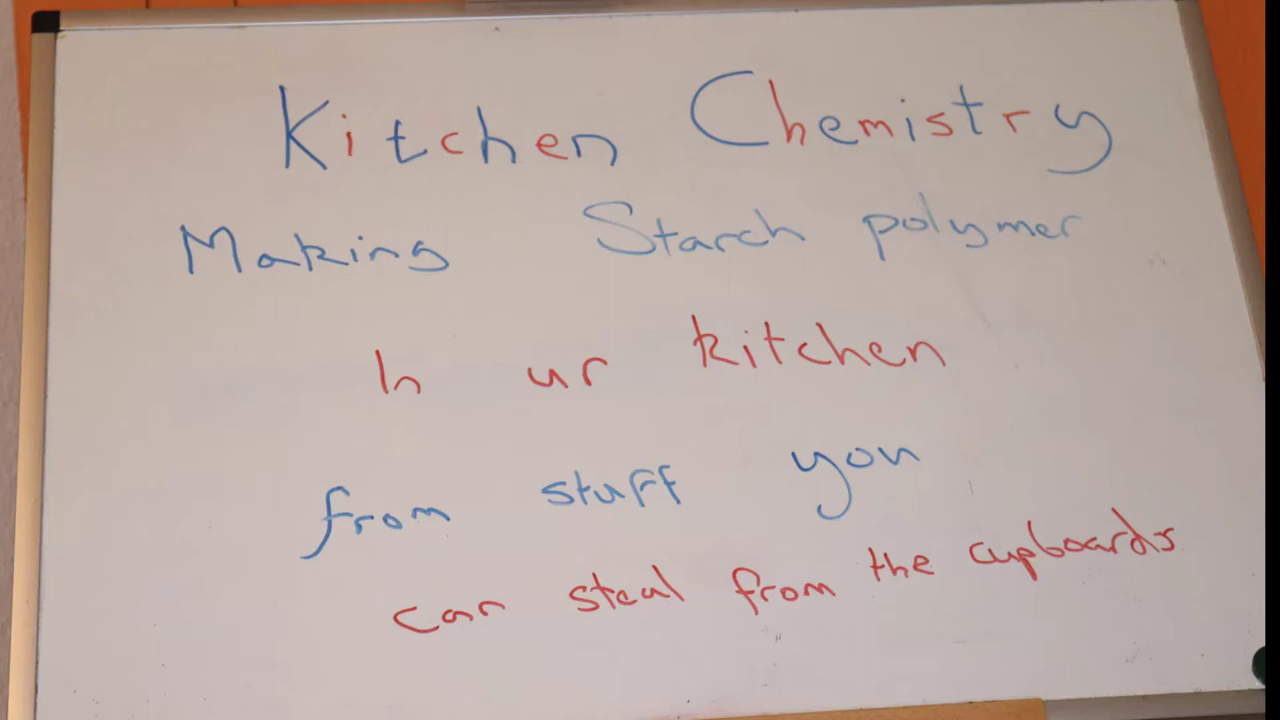 Kitchen Chemistry
Making Starch polymer
In ur kitchen
from stuff you
can steal from the cupboards